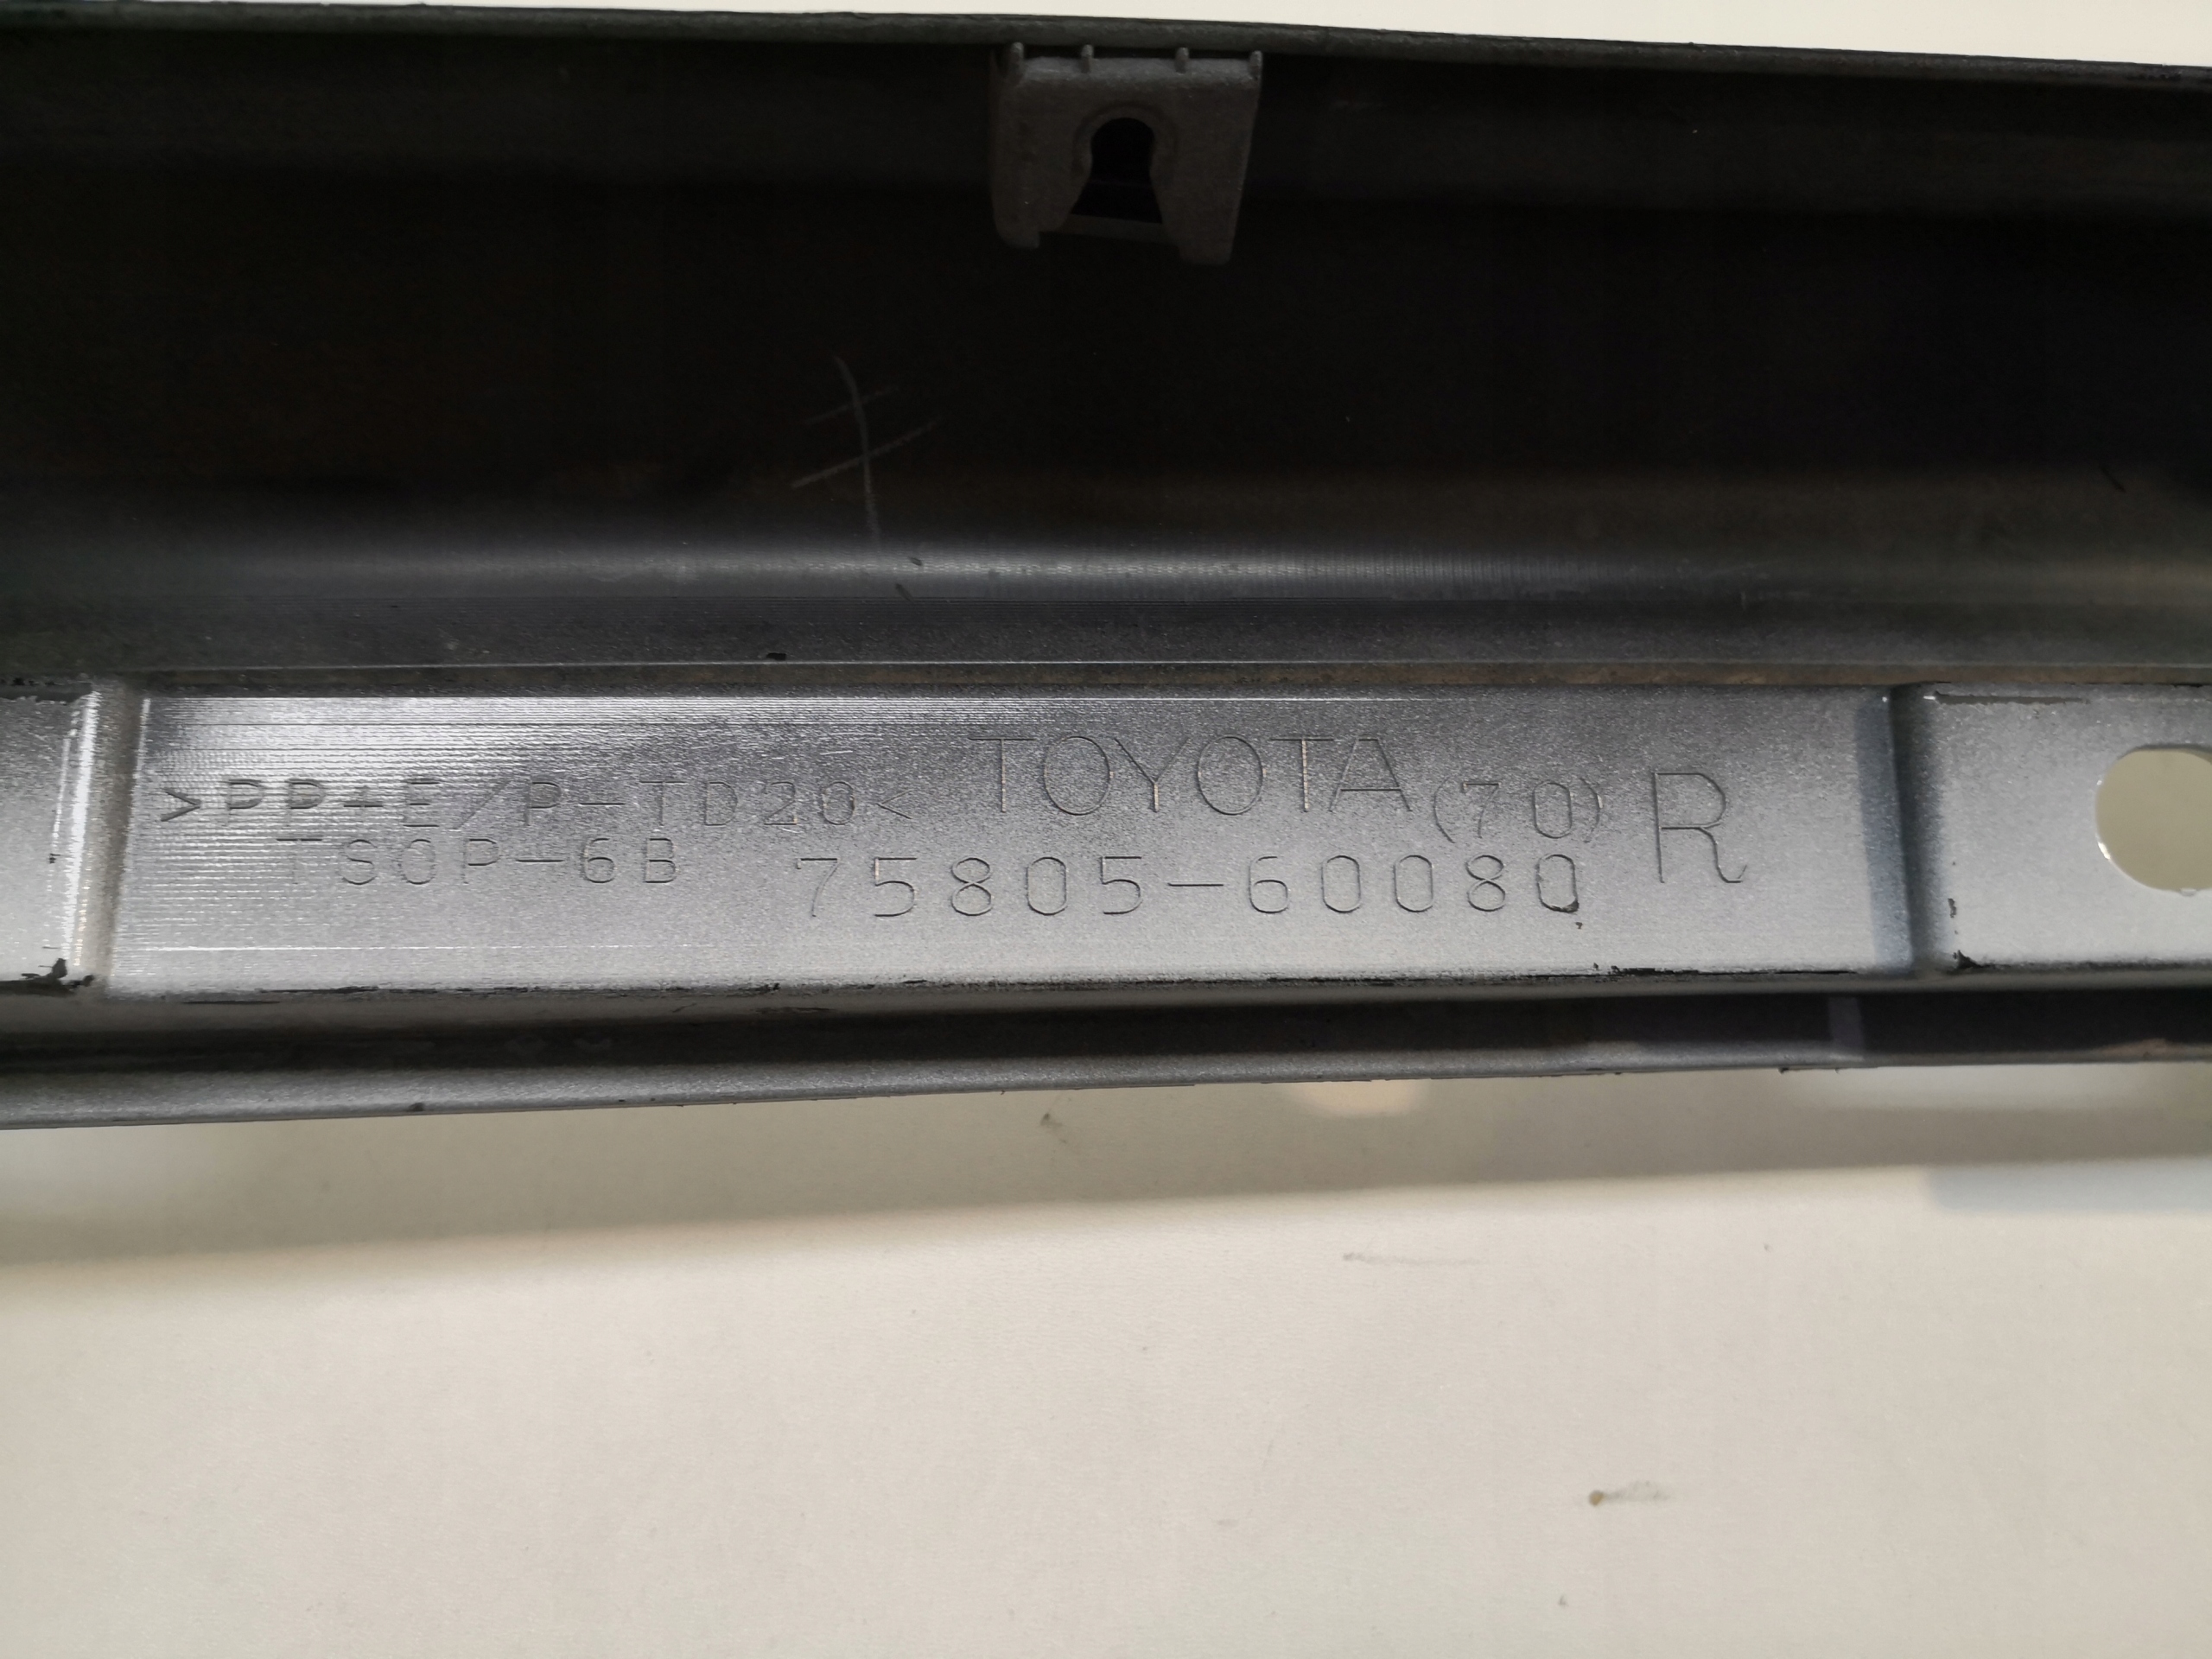 >PP+E/P-TD20< TOYOTA (70) R
TSOP-6B 75805-60080